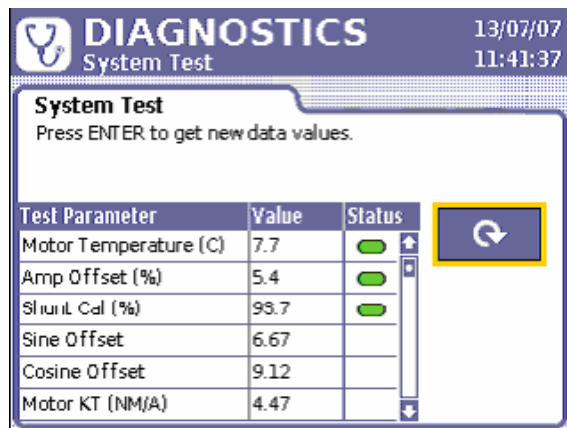 DIAGNOSTICS 13/07/07
System Test 11:41:37
System Test
Press ENTER to get new data values.
Test Parameter Value Status
Motor Temperature (C) 7.7
Amp Offset (%) 5.4
Shunt Cal (%) 93.7
Sine Offset 6.67
Cosine Offset 9.12
Motor KT (NM/A) 4.47